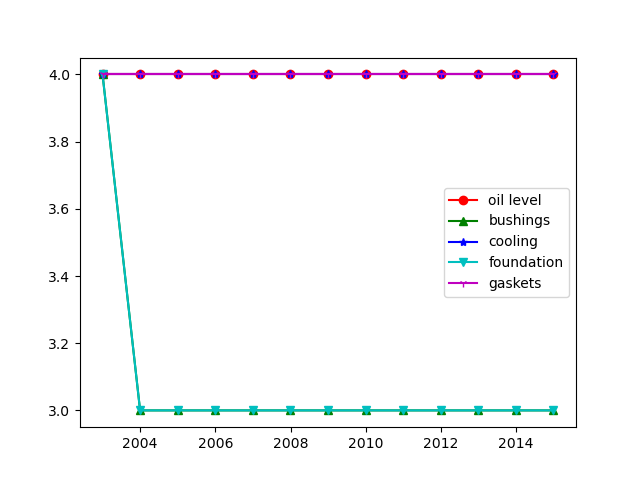 4.0
3.8
3.6
3.4
3.2
3.0
2004 2006 2008 2010 2012 2014
oil level
bushings
cooling
foundation
gaskets